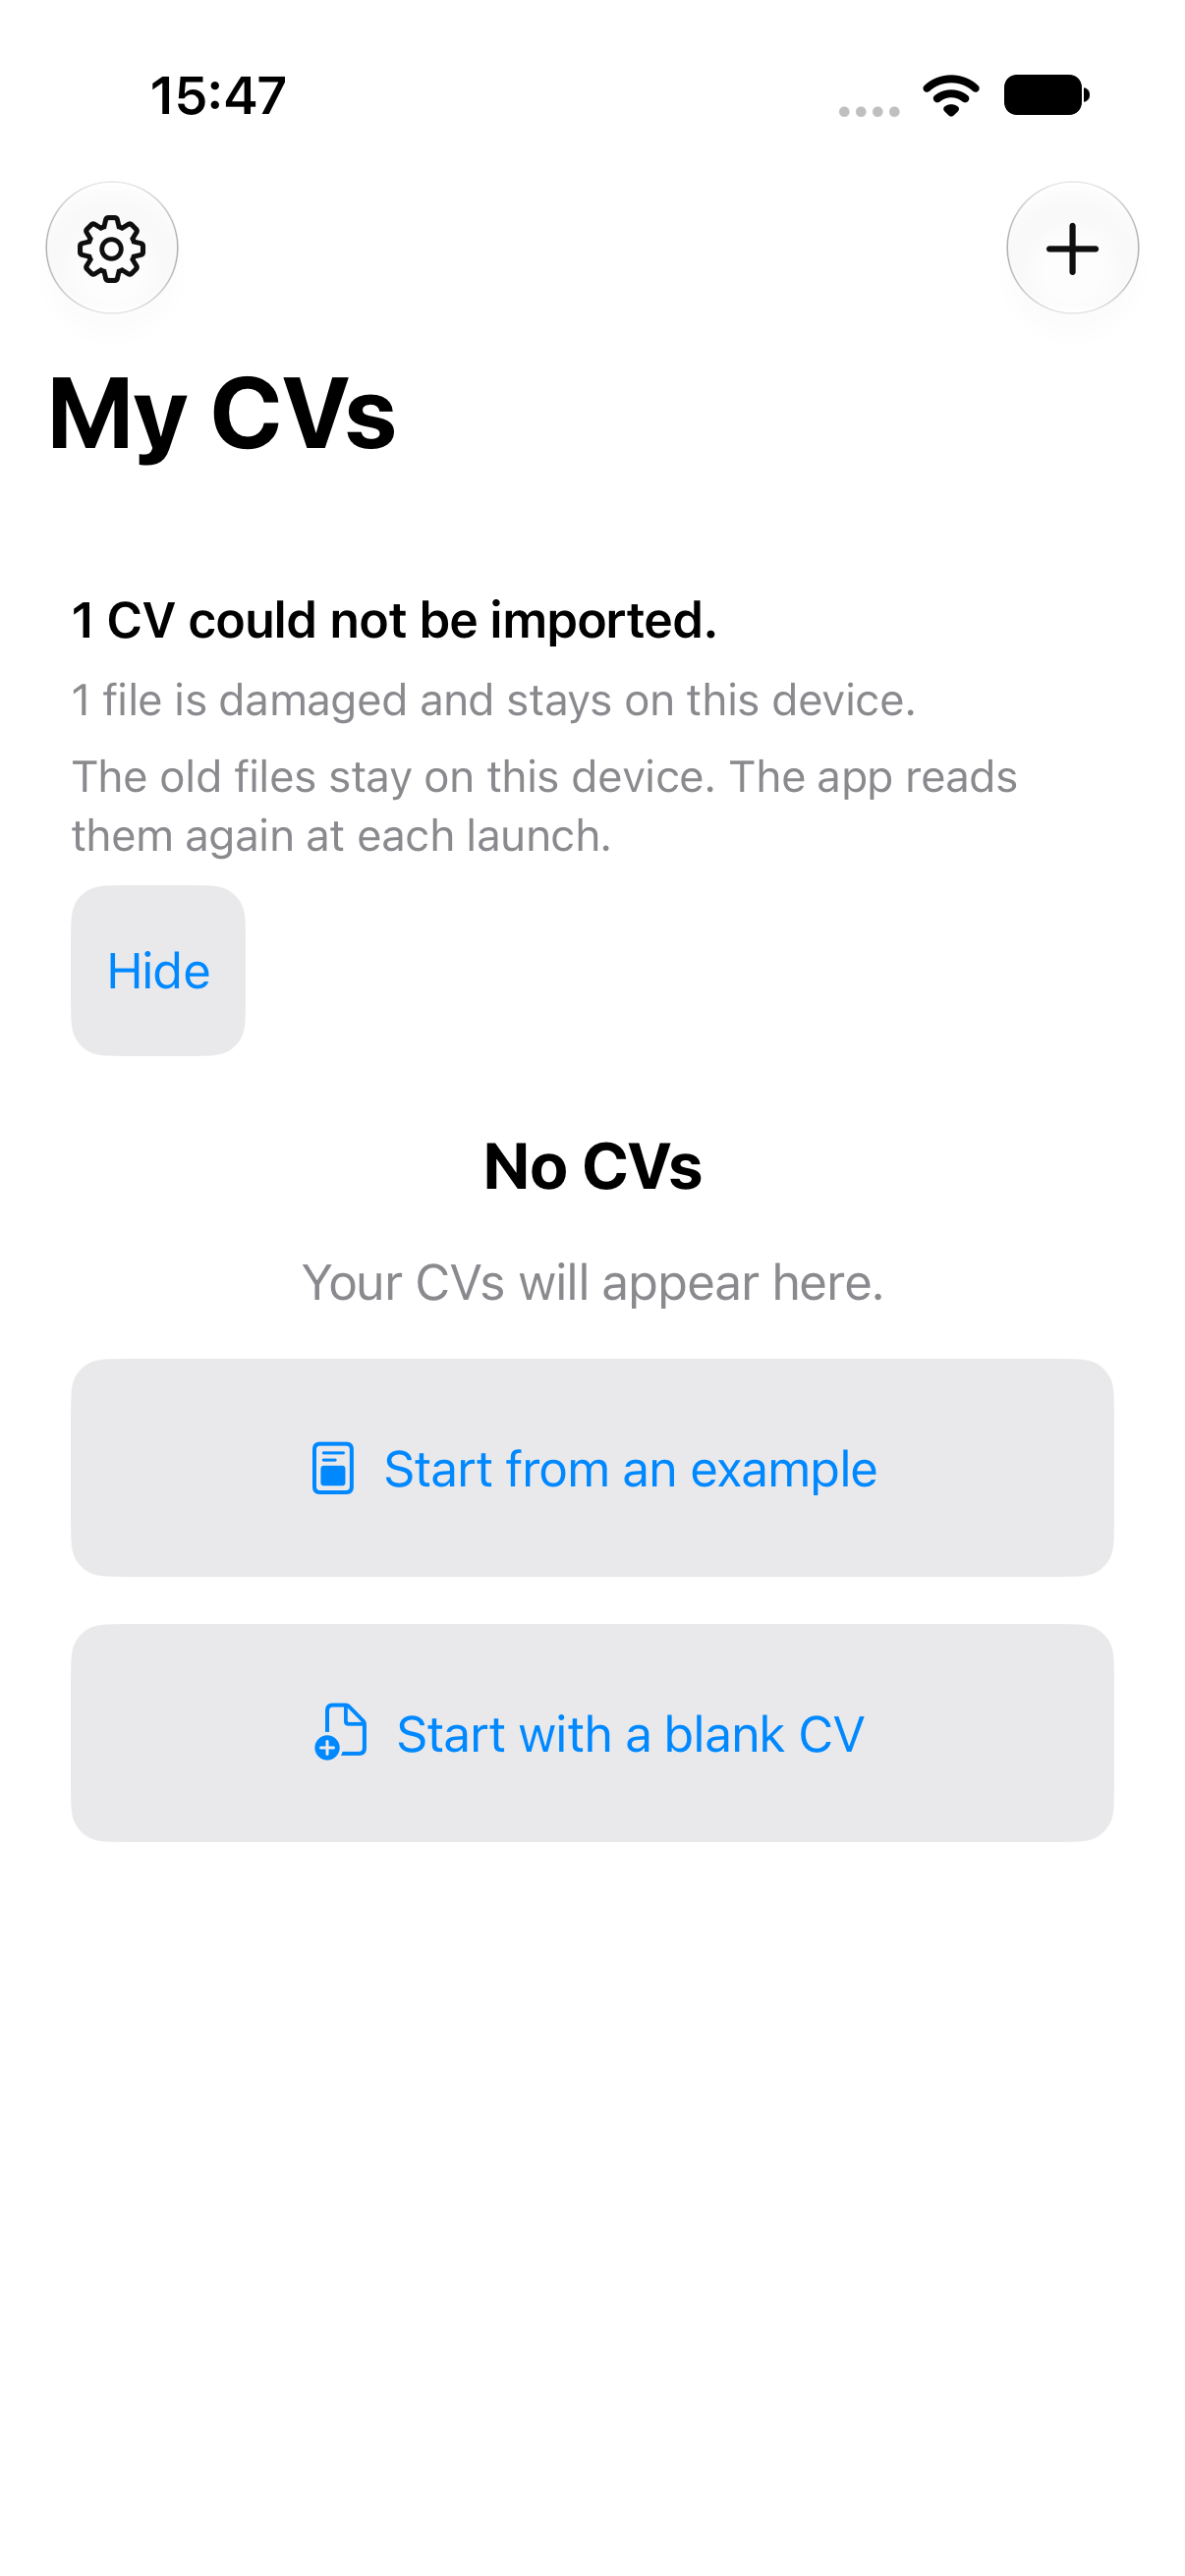 15:47
My CVs
1 CV could not be imported.
1 file is damaged and stays on this device.
The old files stay on this device. The app reads
them again at each launch.
Hide
No CVs
Your CVs will appear here.
Start from an example
Start with a blank CV